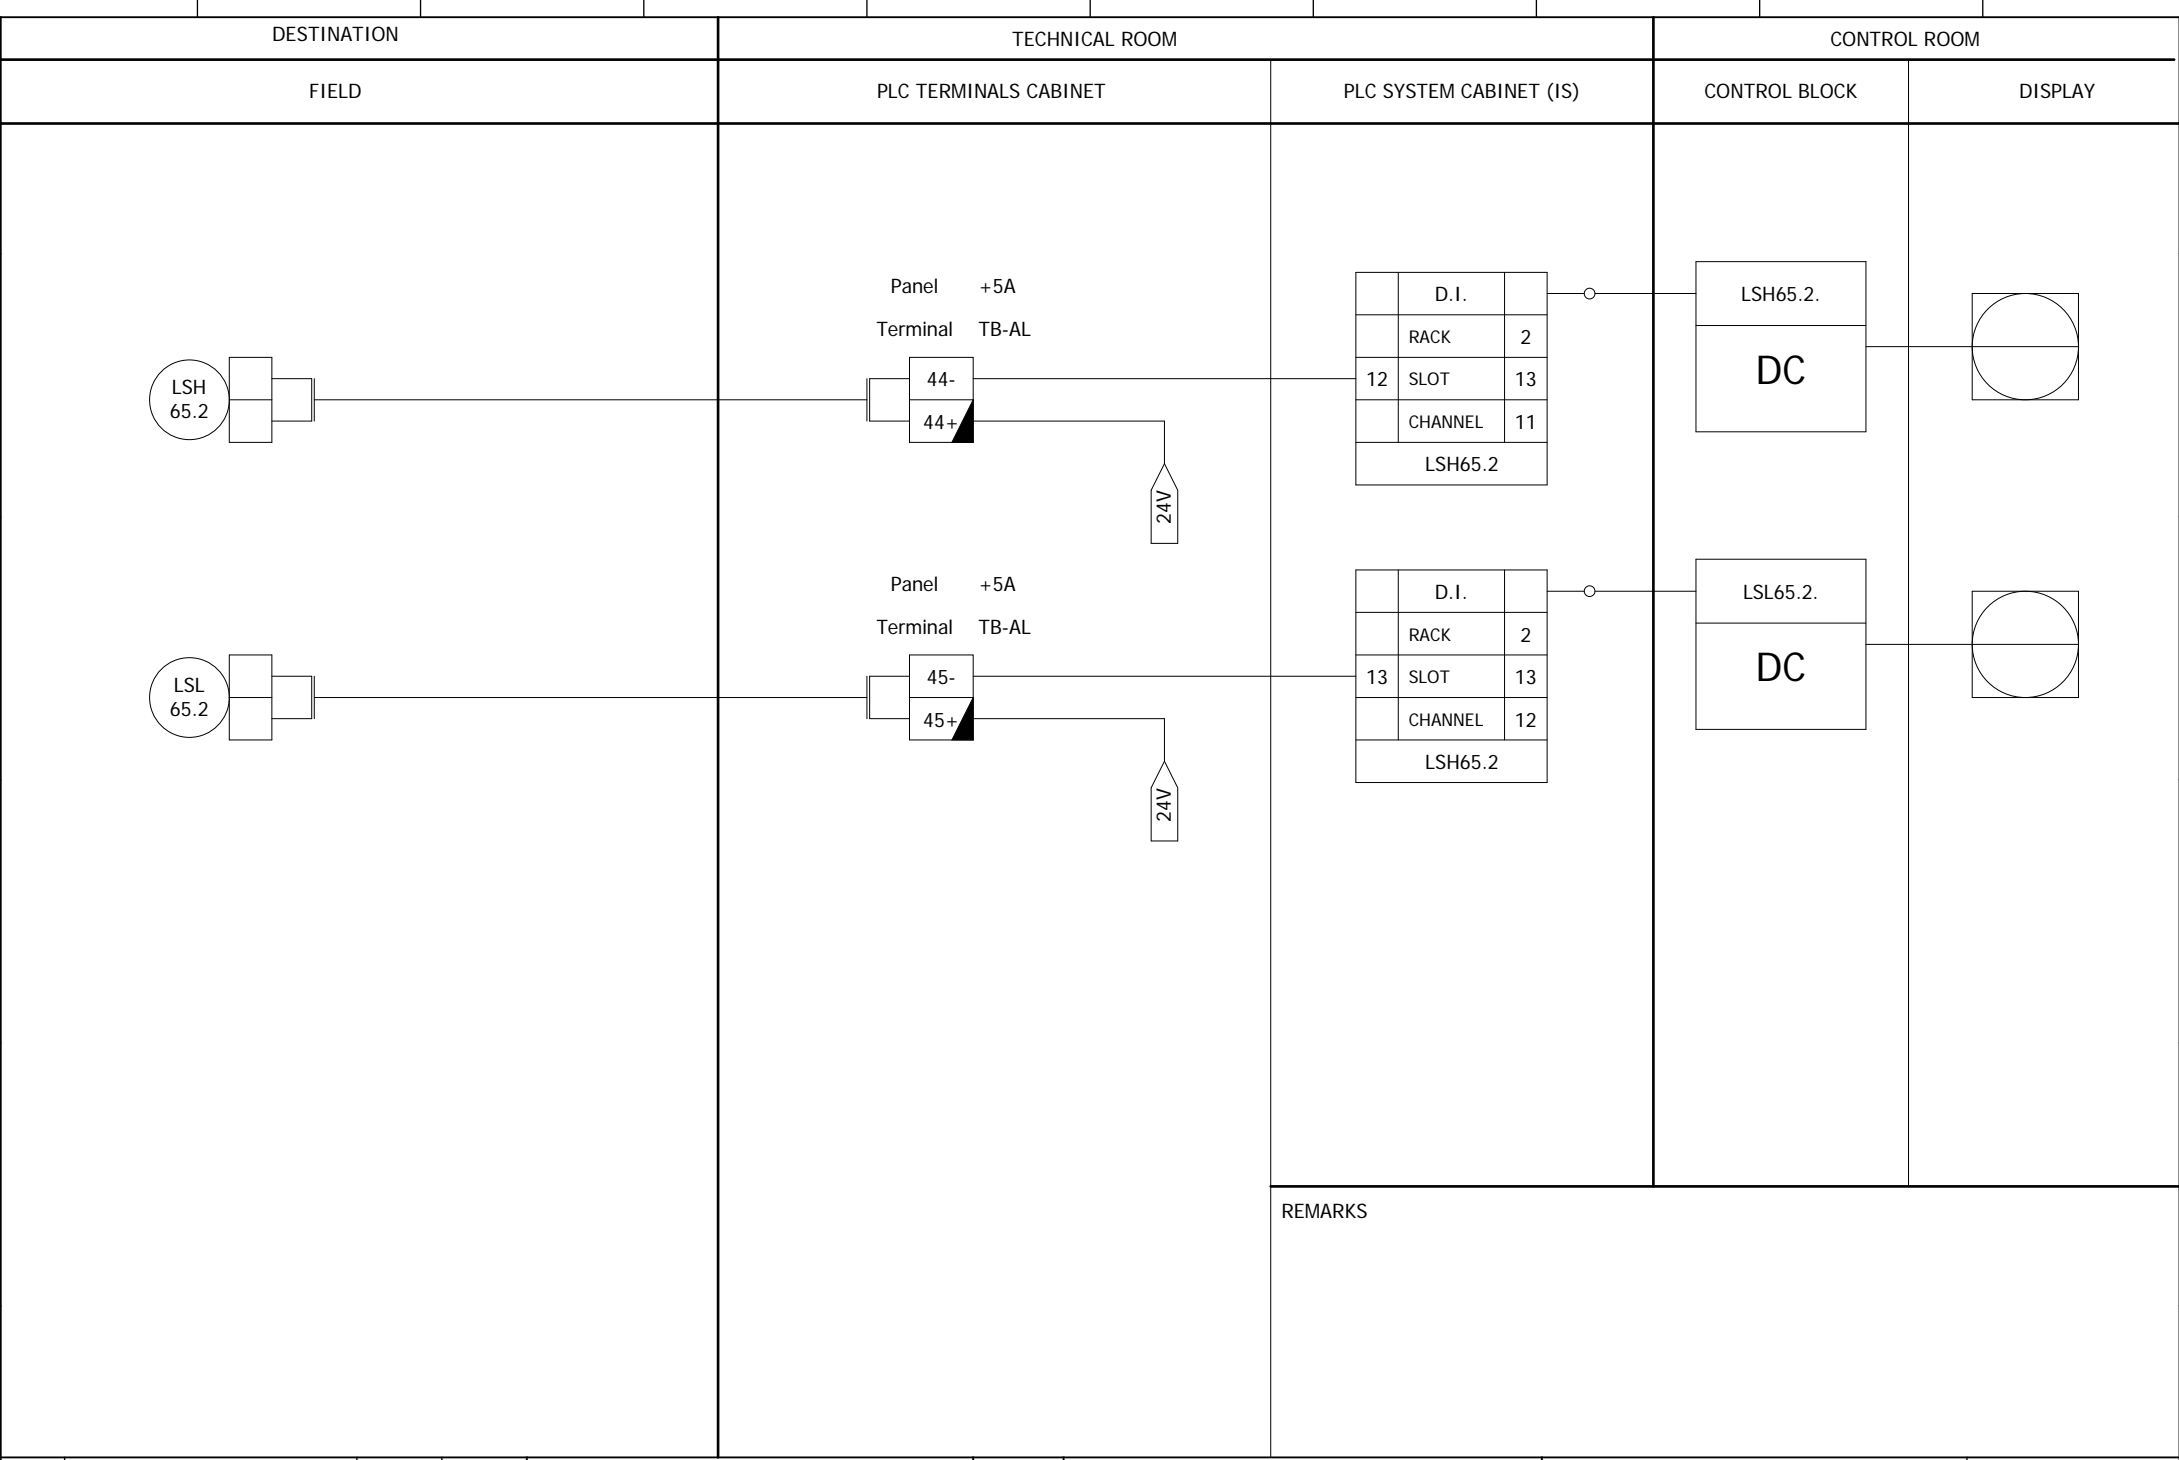 DESTINATION
TECHNICAL ROOM
CONTROL ROOM
FIELD
PLC TERMINALS CABINET
PLC SYSTEM CABINET (IS)
CONTROL BLOCK
DISPLAY
LSH
65.2
Panel +5A
Terminal TB-AL
44-
44+
24V
D.I.
RACK 2
12 SLOT 13
CHANNEL 11
LSH65.2
LSH65.2.
DC
LSL
65.2
Panel +5A
Terminal TB-AL
45-
45+
24V
D.I.
RACK 2
13 SLOT 13
CHANNEL 12
LSH65.2
LSL65.2.
DC
REMARKS